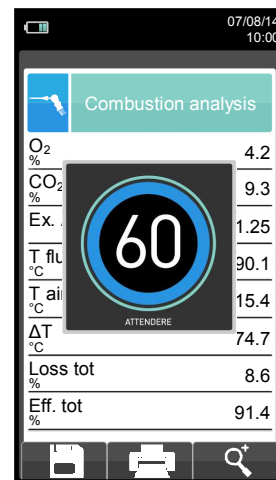 07/08/14
10:00
Combustion analysis
O2
%
4.2
CO2
%
9.3
Ex.
1.25
60
T flu
°C
90.1
T ai
°C
15.4
ATTENDERE
ΔT
°C
74.7
Loss tot
%
8.6
Eff. tot
%
91.4